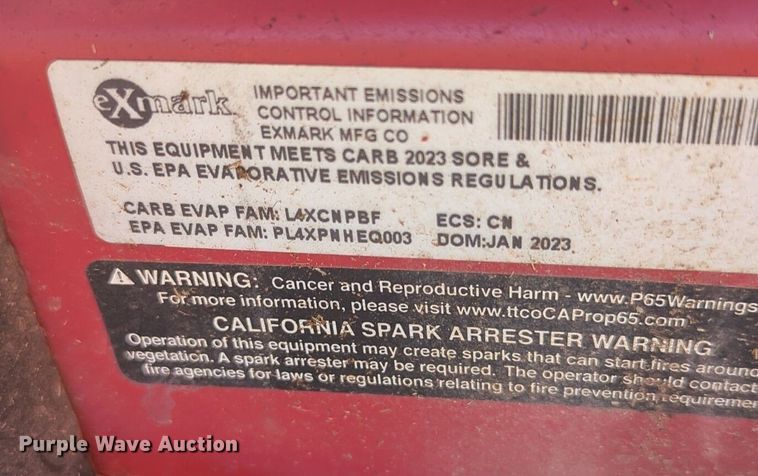 eXmark
IMPORTANT EMISSIONS
CONTROL INFORMATION
EXMARK MFG CO
THIS EQUIPMENT MEETS CARB 2023 SORE &
U.S. EPA EVAPORATIVE EMISSIONS REGULATIONS.
CARB EVAP FAM: L4XCNPBF ECS: CN
EPA EVAP FAM: PL4XPNHEQ003 DOM:JAN 2023
WARNING: Cancer and Reproductive Harm - www.P65Warnings
For more information, please visit www.ttcoCAProp65.com
CALIFORNIA SPARK ARRESTER WARNING
Operation of this equipment may create sparks that can start fires around
vegetation. A spark arrester may be required. The operator should contact
fire agencies for laws or regulations relating to fire prevention requiremen
Purple Wave Auction